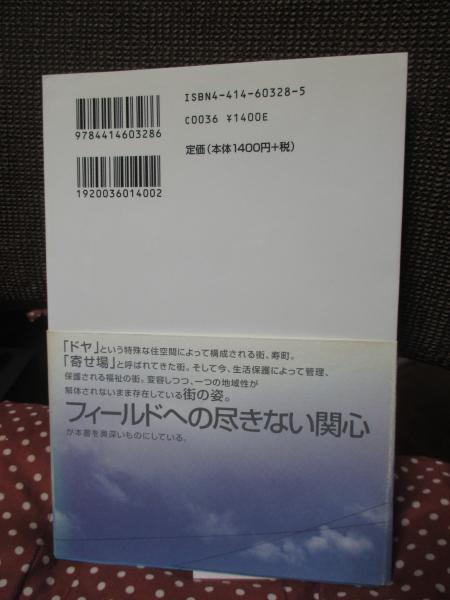 ISBN4-414-60328-5
C0036 ¥1400E
9784414603286
定価(本体1400円+税)
1920036014002
「ドヤ」という特殊な住空間によって構成される街、寿町。
「寄せ場」と呼ばれてきた街。そして今、生活保護によって管理、
保護される福祉の街。変容しつつ、一つの地域性が
解体されないまま存在している街の姿。
フィールドへの尽きない関心
が本書を奥深いものにしている。